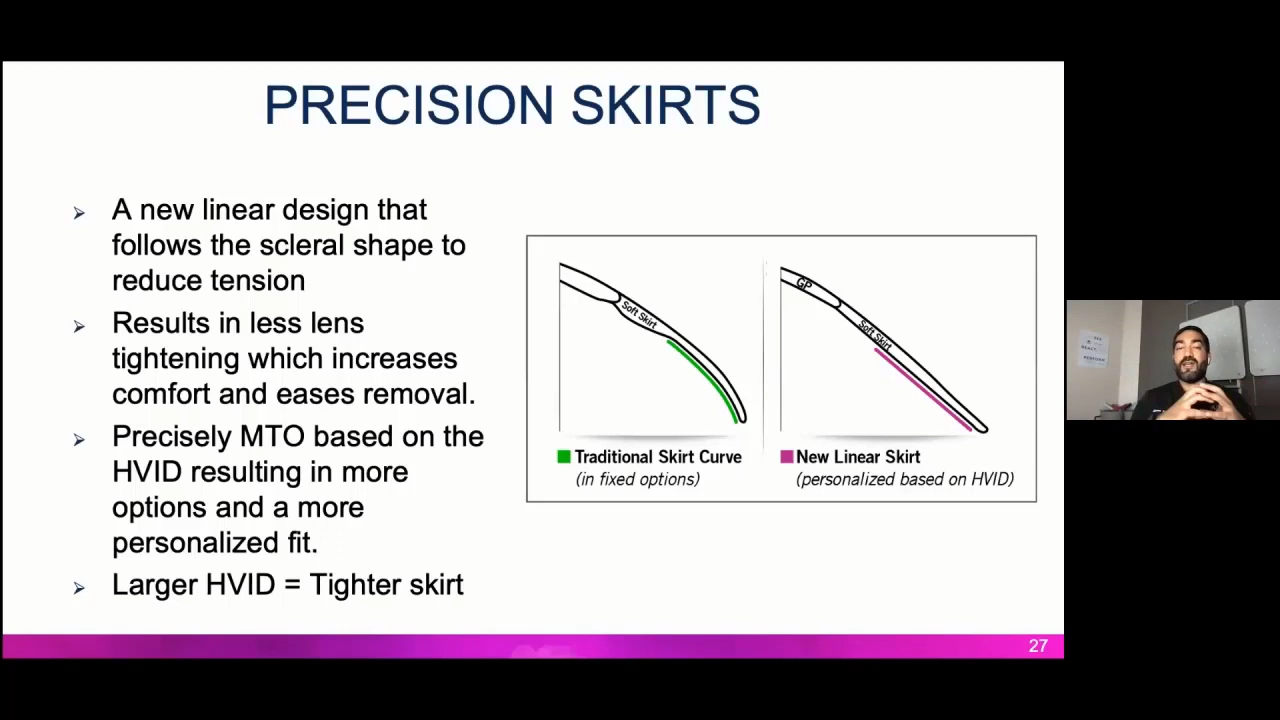 PRECISION SKIRTS
A new linear design that
follows the scleral shape to
reduce tension
Results in less lens
tightening which increases
comfort and eases removal.
Precisely MTO based on the
HVID resulting in more
options and a more
personalized fit.
Larger HVID = Tighter skirt
Soft Skirt
GP
Soft Skirt
Traditional Skirt Curve
(in fixed options)
New Linear Skirt
(personalized based on HVID)
27